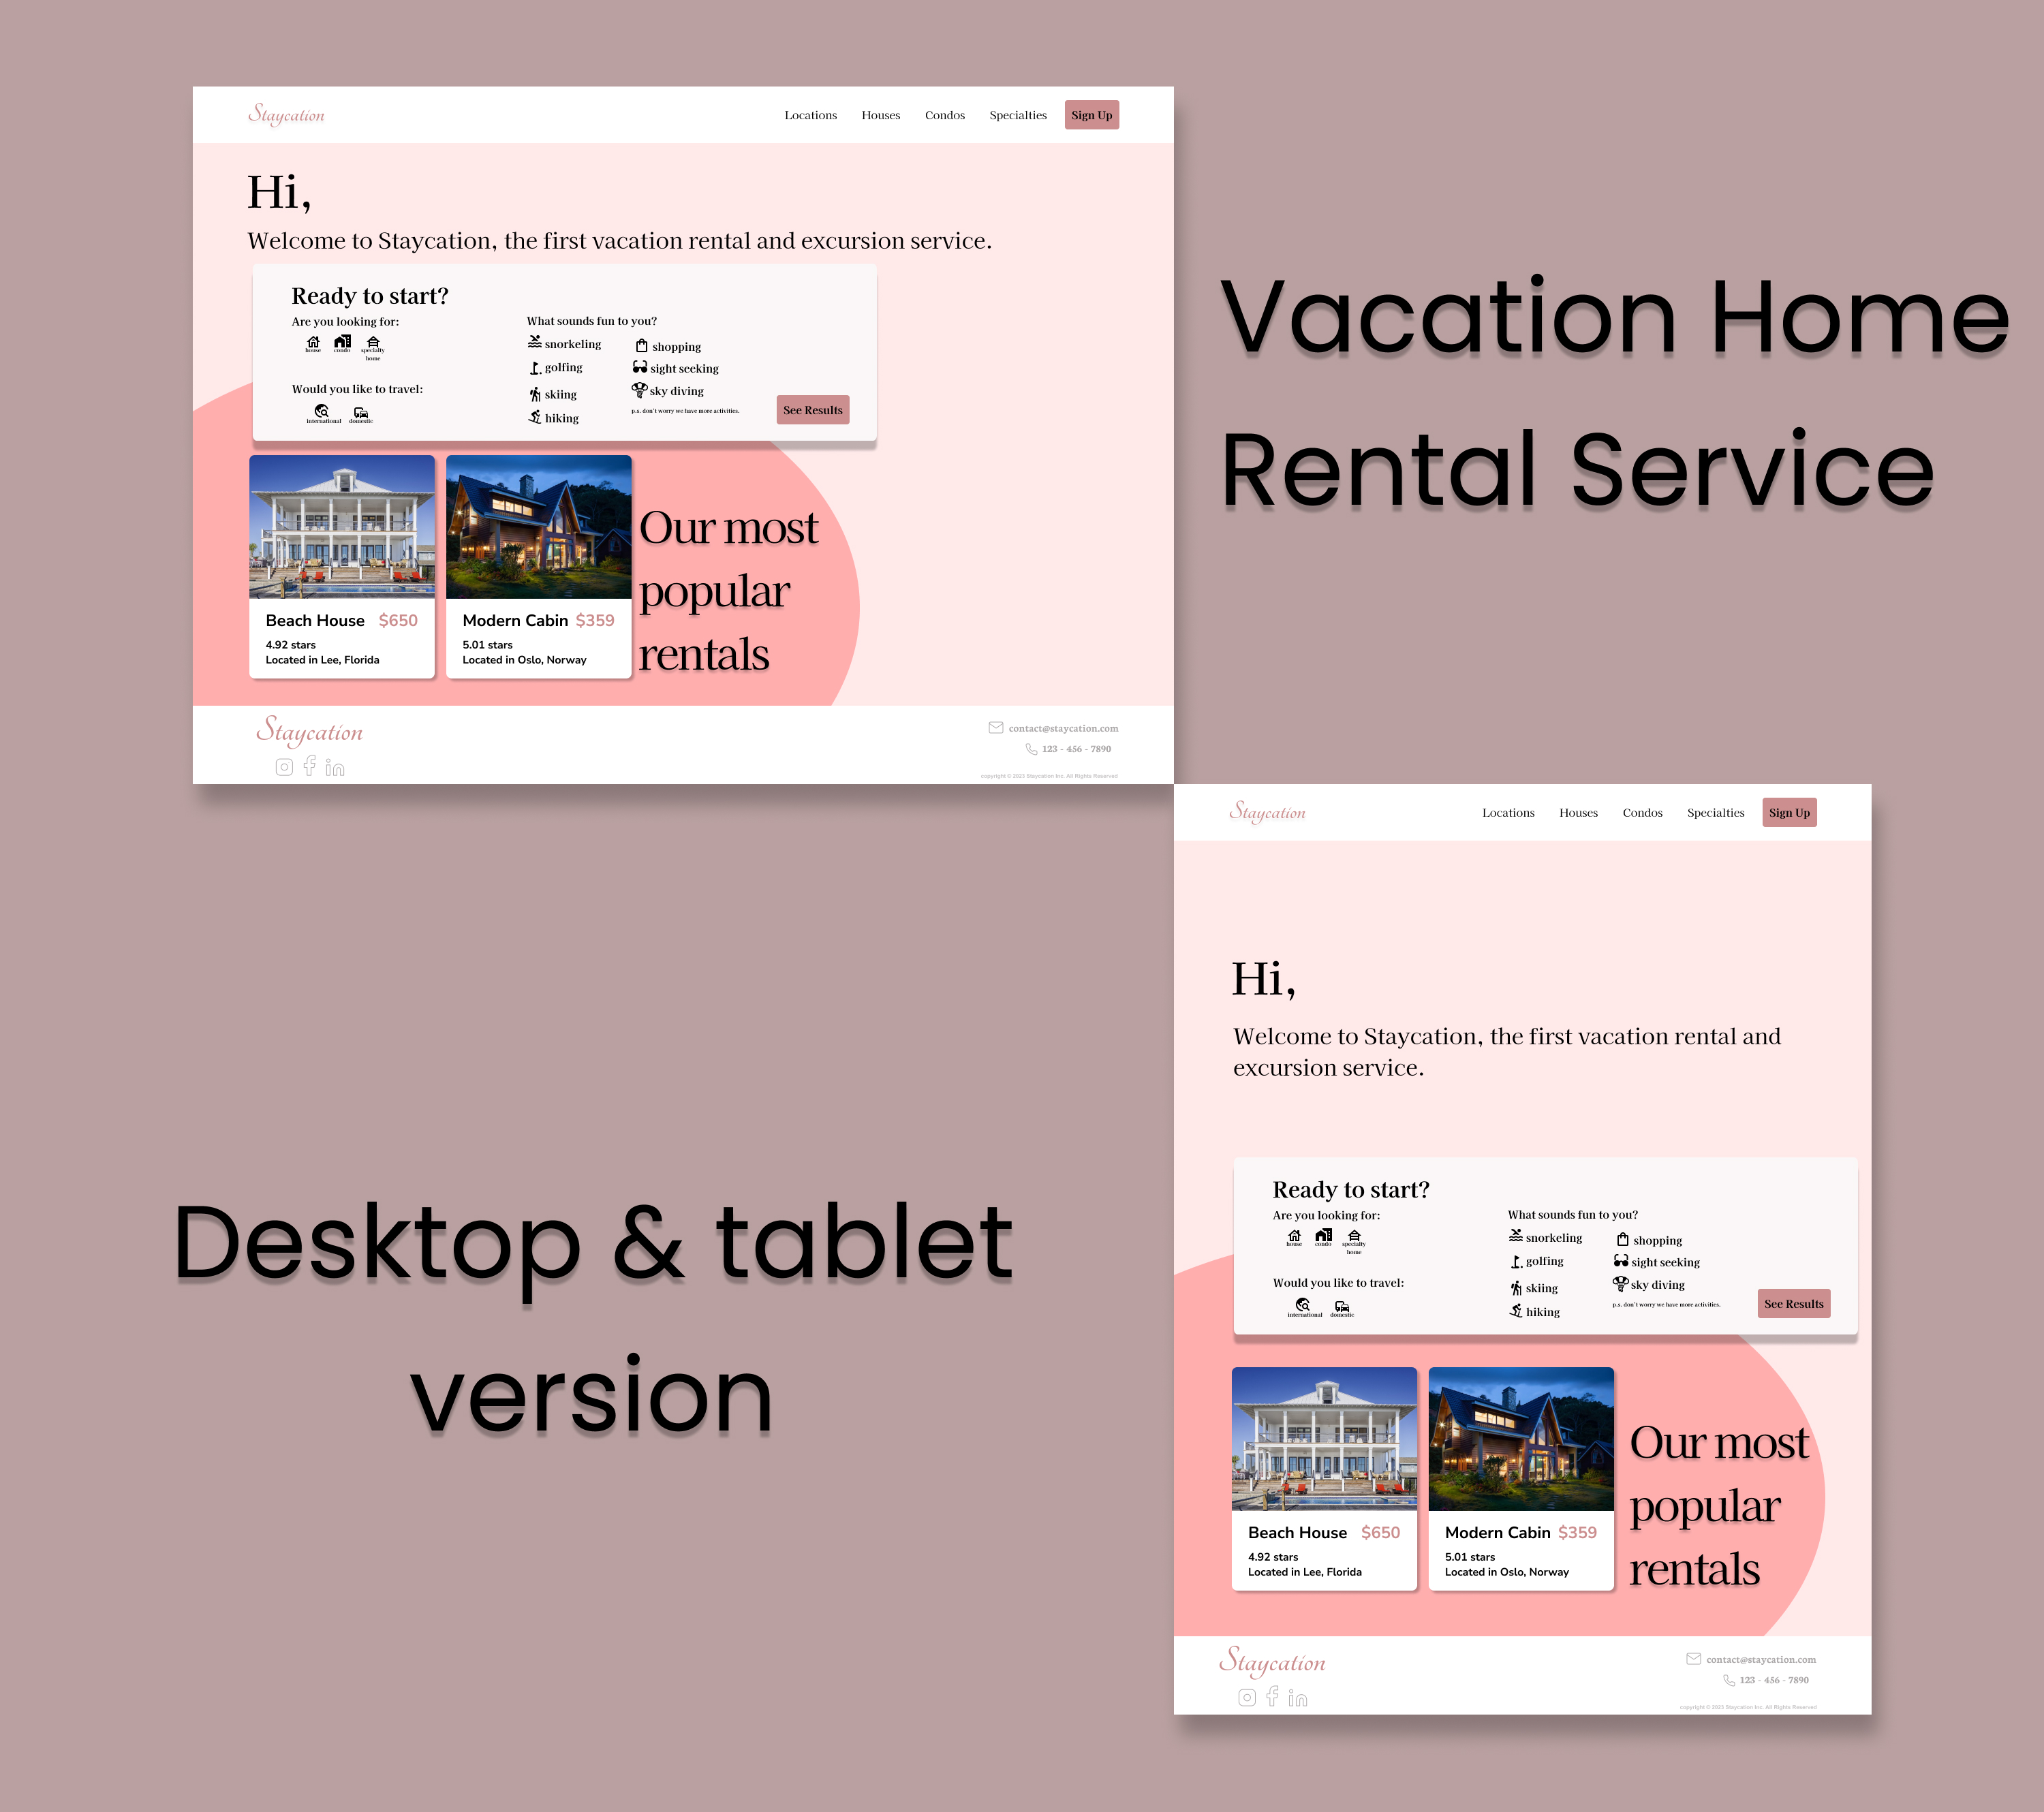 Staycation
Locations Houses Condos Specialties Sign Up
Hi,
Welcome to Staycation, the first vacation rental and excursion service.
Ready to start?
Are you looking for:
house condo specialty
home
Would you like to travel:
international domestic
What sounds fun to you?
snorkeling
golfing
skiing
hiking
shopping
sight seeking
sky diving
p.s. don't worry we have more activities.
See Results
Beach House $650
4.92 stars
Located in Lee, Florida
Modern Cabin $359
5.01 stars
Located in Oslo, Norway
Our most
popular
rentals
Staycation
contact@staycation.com
123 - 456 - 7890
copyright © 2023 Staycation Inc. All Rights Reserved
Vacation Home
Rental Service
Desktop & tablet
version
Staycation
Locations Houses Condos Specialties Sign Up
Hi,
Welcome to Staycation, the first vacation rental and
excursion service.
Ready to start?
Are you looking for:
house condo specialty
home
Would you like to travel:
international domestic
What sounds fun to you?
snorkeling
golfing
skiing
hiking
shopping
sight seeking
sky diving
p.s. don't worry we have more activities.
See Results
Beach House $650
4.92 stars
Located in Lee, Florida
Modern Cabin $359
5.01 stars
Located in Oslo, Norway
Our most
popular
rentals
Staycation
contact@staycation.com
123 - 456 - 7890
copyright © 2023 Staycation Inc. All Rights Reserved